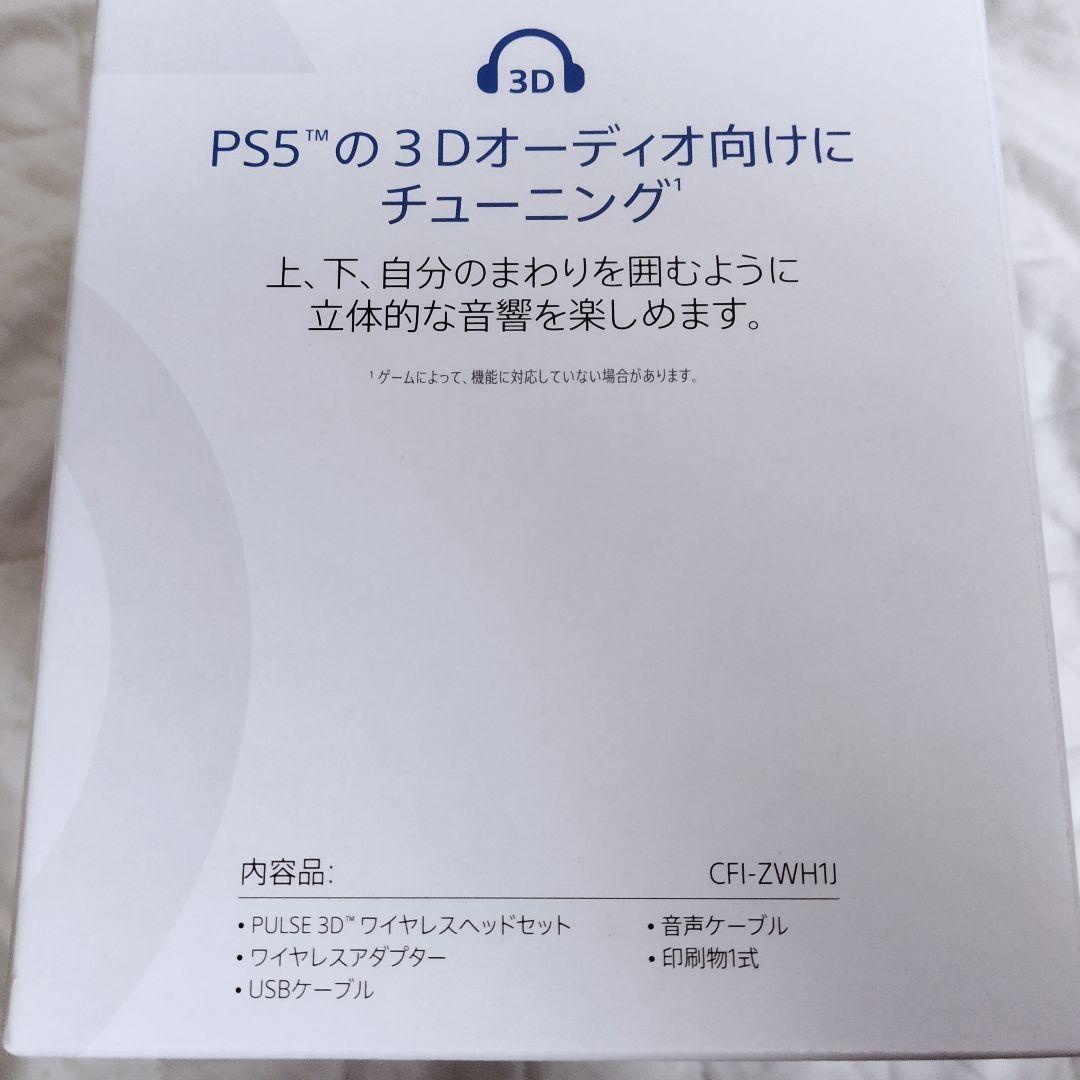 3D
PS5™の3Dオーディオ向けに
チューニング¹
上、下、自分のまわりを囲むように
立体的な音響を楽しめます。
¹ ゲームによって、機能に対応していない場合があります。
内容品: CFI-ZWH1J
• PULSE 3D™ ワイヤレスヘッドセット • 音声ケーブル
• ワイヤレスアダプター • 印刷物1式
• USBケーブル